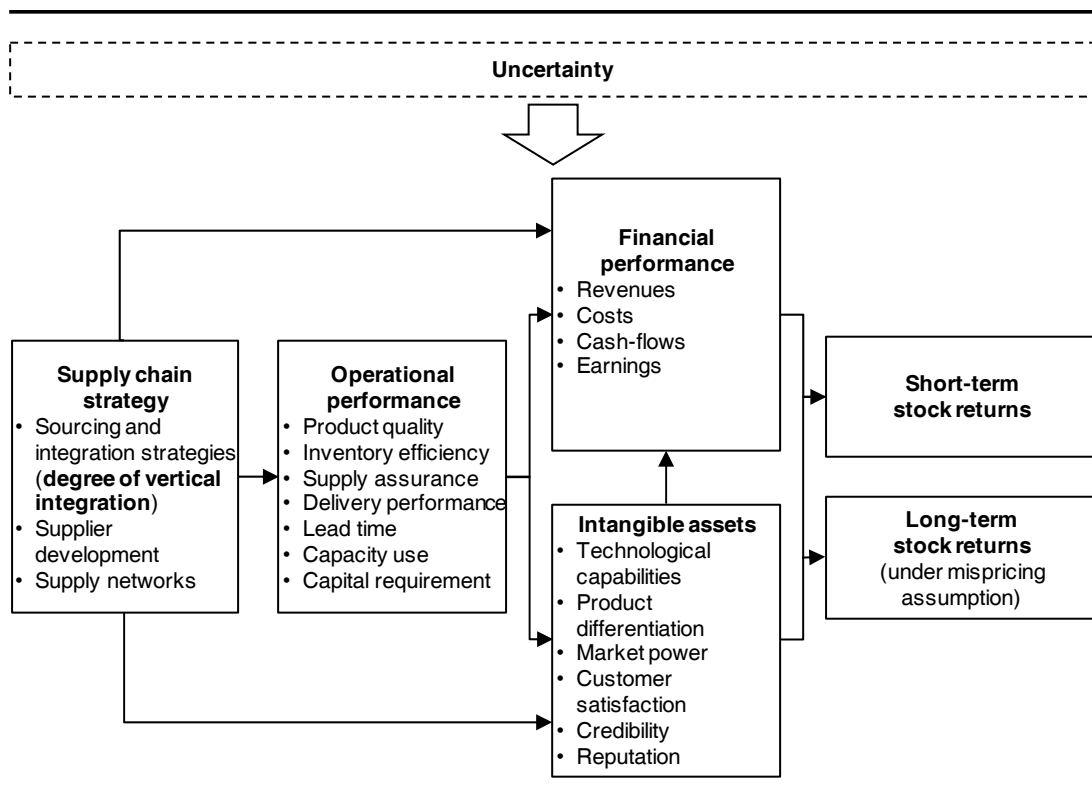 Uncertainty
Supply chain
strategy
• Sourcing and
integration strategies
(degree of vertical
integration)
• Supplier
development
• Supply networks
Operational
performance
• Product quality
• Inventory efficiency
• Supply assurance
• Delivery performance
• Lead time
• Capacity use
• Capital requirement
Financial
performance
• Revenues
• Costs
• Cash-flows
• Earnings
Intangible assets
• Technological
capabilities
• Product
differentiation
• Market power
• Customer
satisfaction
• Credibility
• Reputation
Short-term
stock returns
Long-term
stock returns
(under mispricing
assumption)